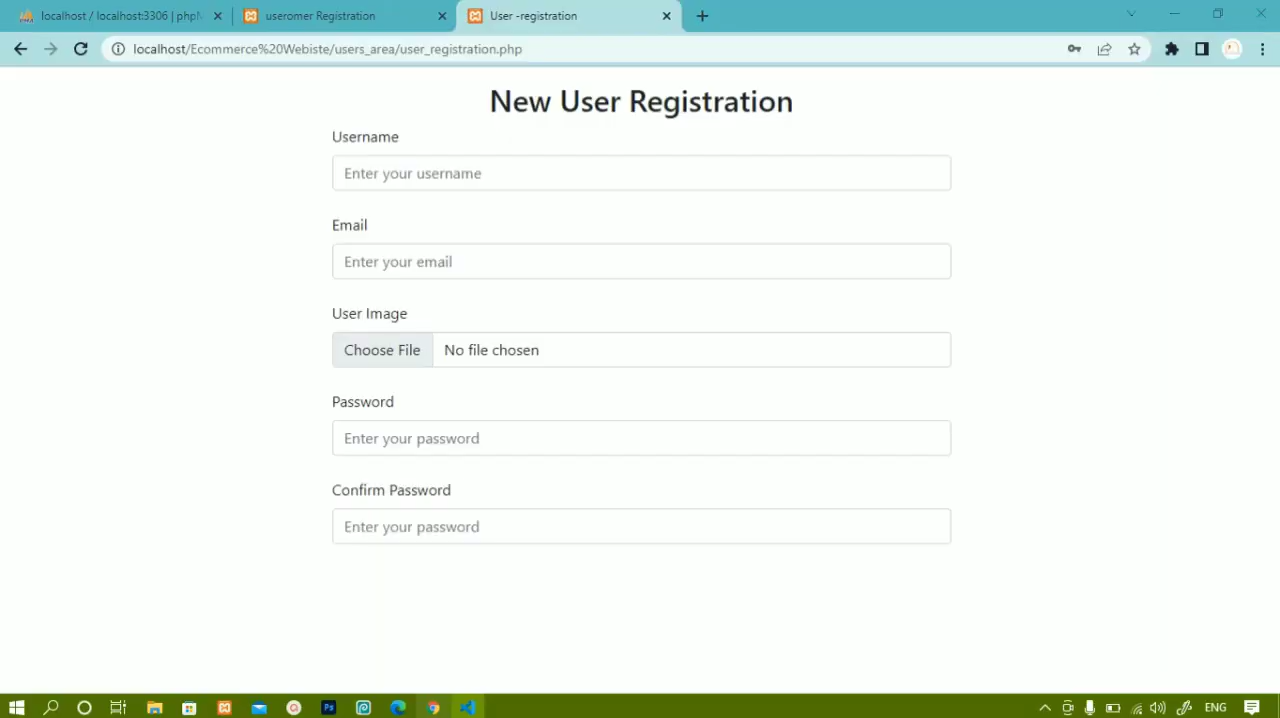 localhost / localhost:3306 | phpM
useromer Registration
User -registration
localhost/Ecommerce%20Webiste/users_area/user_registration.php
New User Registration
Username
Enter your username
Email
Enter your email
User Image
Choose File No file chosen
Password
Enter your password
Confirm Password
Enter your password
Ps
ENG